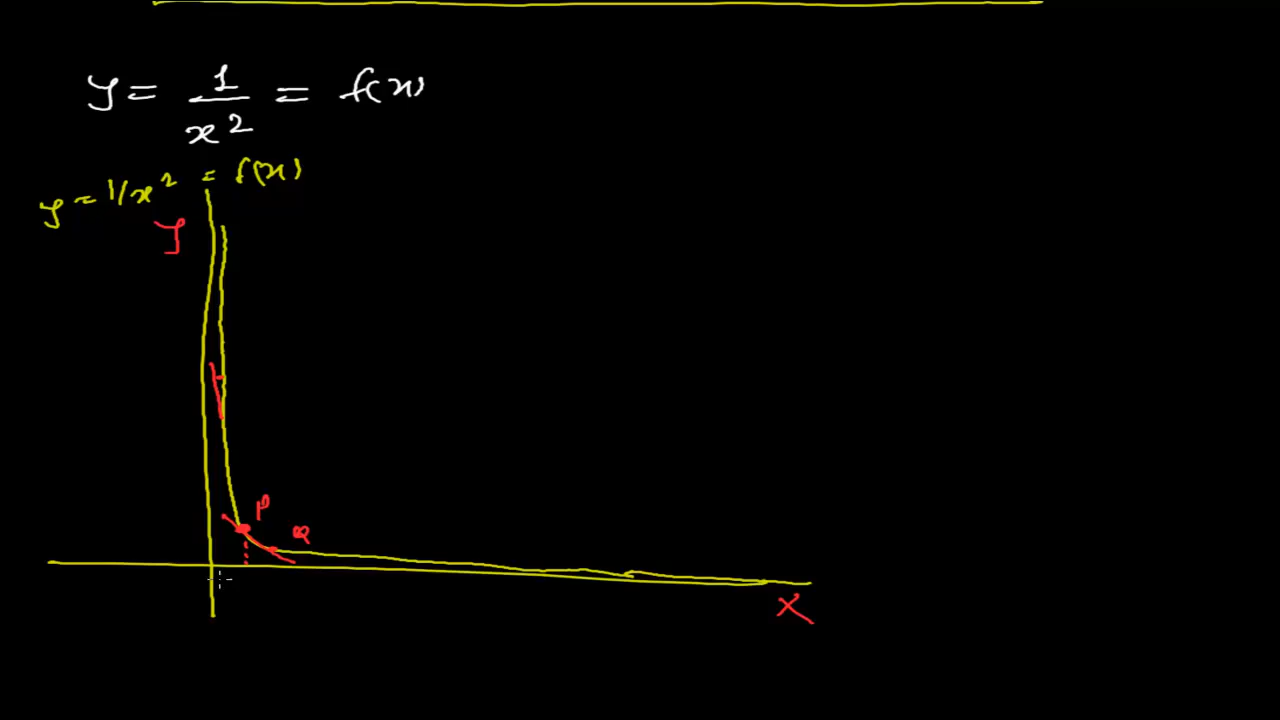 y = 1/x² = f(x)
y = 1/x² = f(x)
y
P
Q
X